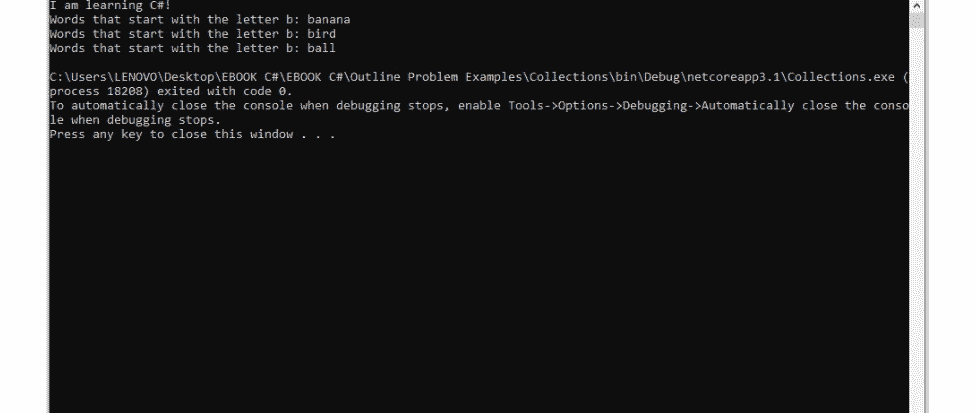 I am learning C#!
Words that start with the letter b: banana
Words that start with the letter b: bird
Words that start with the letter b: ball
C:\Users\LENOVO\Desktop\EBOOK C#\EBOOK C#\Outline Problem Examples\Collections\bin\Debug\netcoreapp3.1\Collections.exe (
process 18208) exited with code 0.
To automatically close the console when debugging stops, enable Tools->Options->Debugging->Automatically close the conso
le when debugging stops.
Press any key to close this window . . .